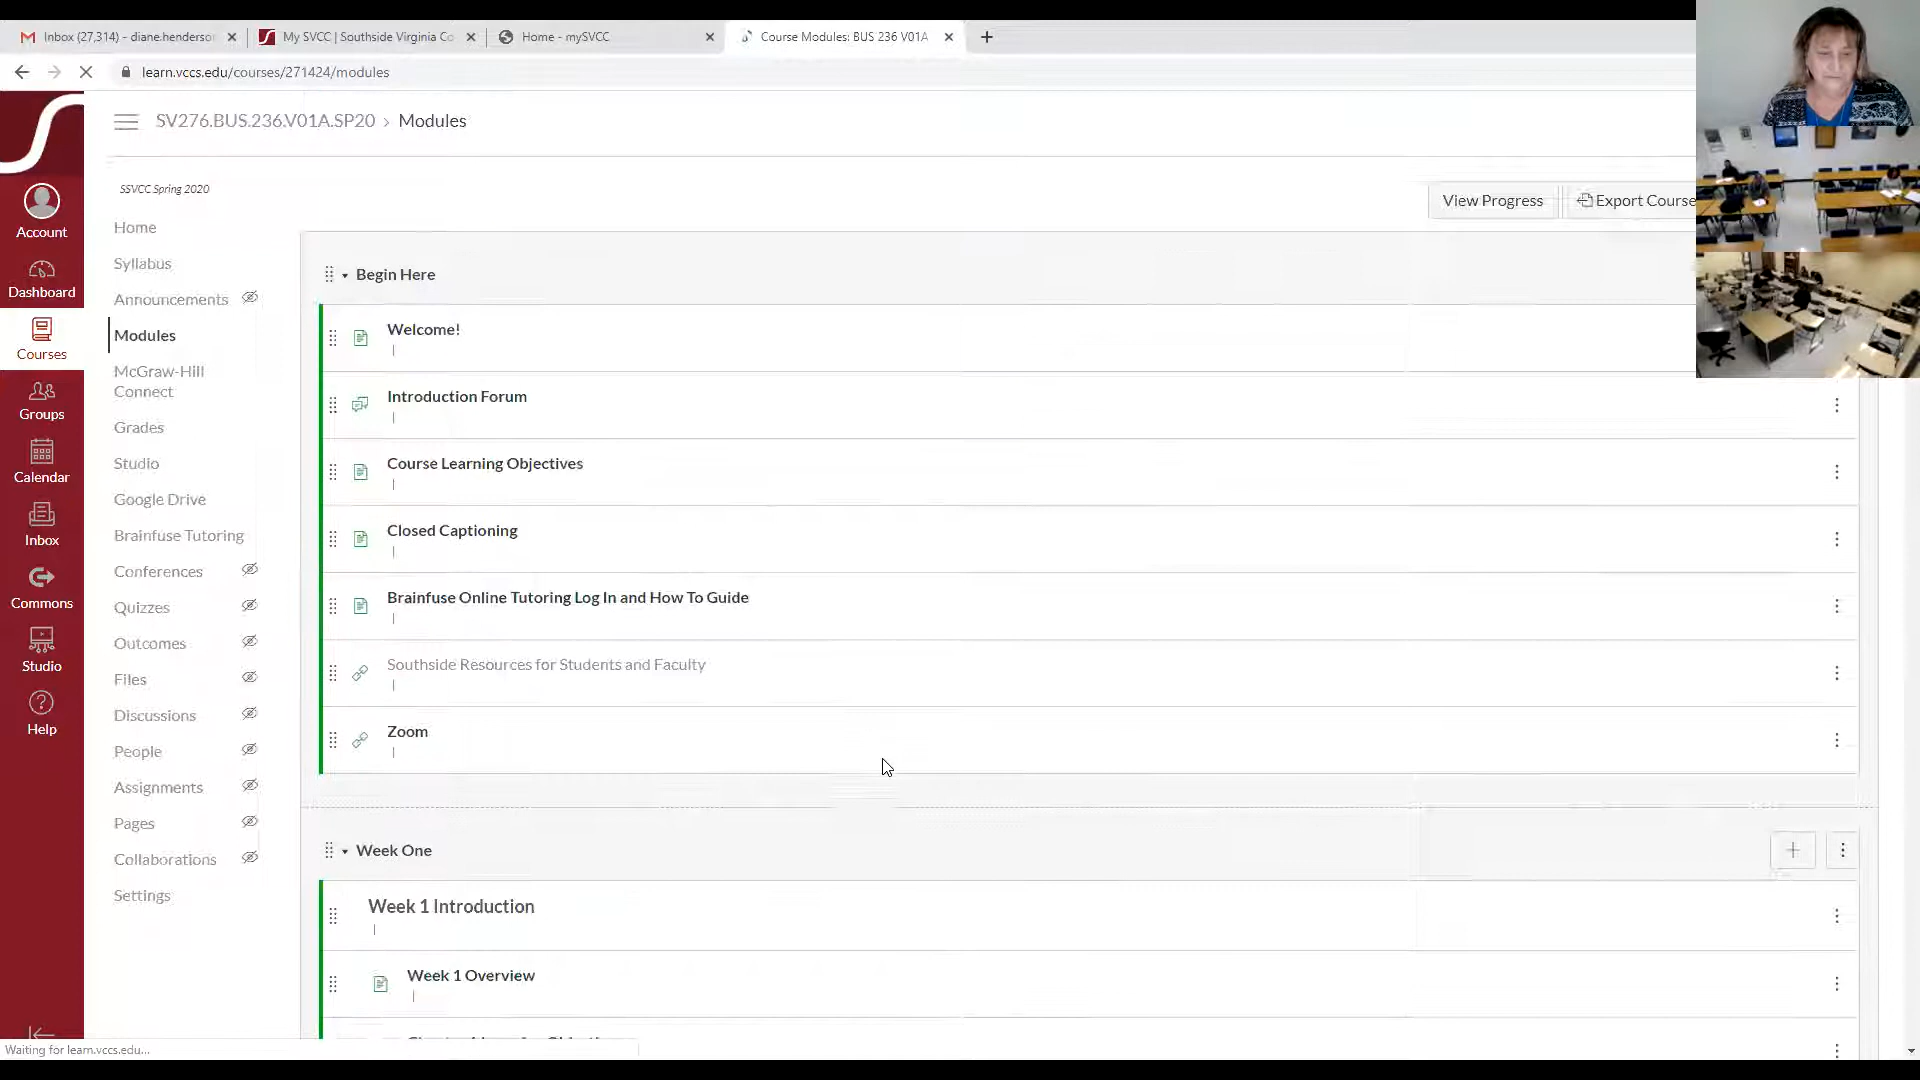 Inbox (27,314) - diane.henderso
My SVCC | Southside Virginia Co
Home - mySVCC
Course Modules: BUS 236 V01A
learn.vccs.edu/courses/271424/modules
SV276.BUS.236.V01A.SP20 › Modules
SSVCC Spring 2020
View Progress
Export Course
Account
Dashboard
Courses
Groups
Calendar
Inbox
Commons
Studio
Help
Home
Syllabus
Announcements
Modules
McGraw-Hill
Connect
Grades
Studio
Google Drive
Brainfuse Tutoring
Conferences
Quizzes
Outcomes
Files
Discussions
People
Assignments
Pages
Collaborations
Settings
Begin Here
Welcome!
Introduction Forum
Course Learning Objectives
Closed Captioning
Brainfuse Online Tutoring Log In and How To Guide
Southside Resources for Students and Faculty
Zoom
Week One
Week 1 Introduction
Week 1 Overview
Waiting for learn.vccs.edu...